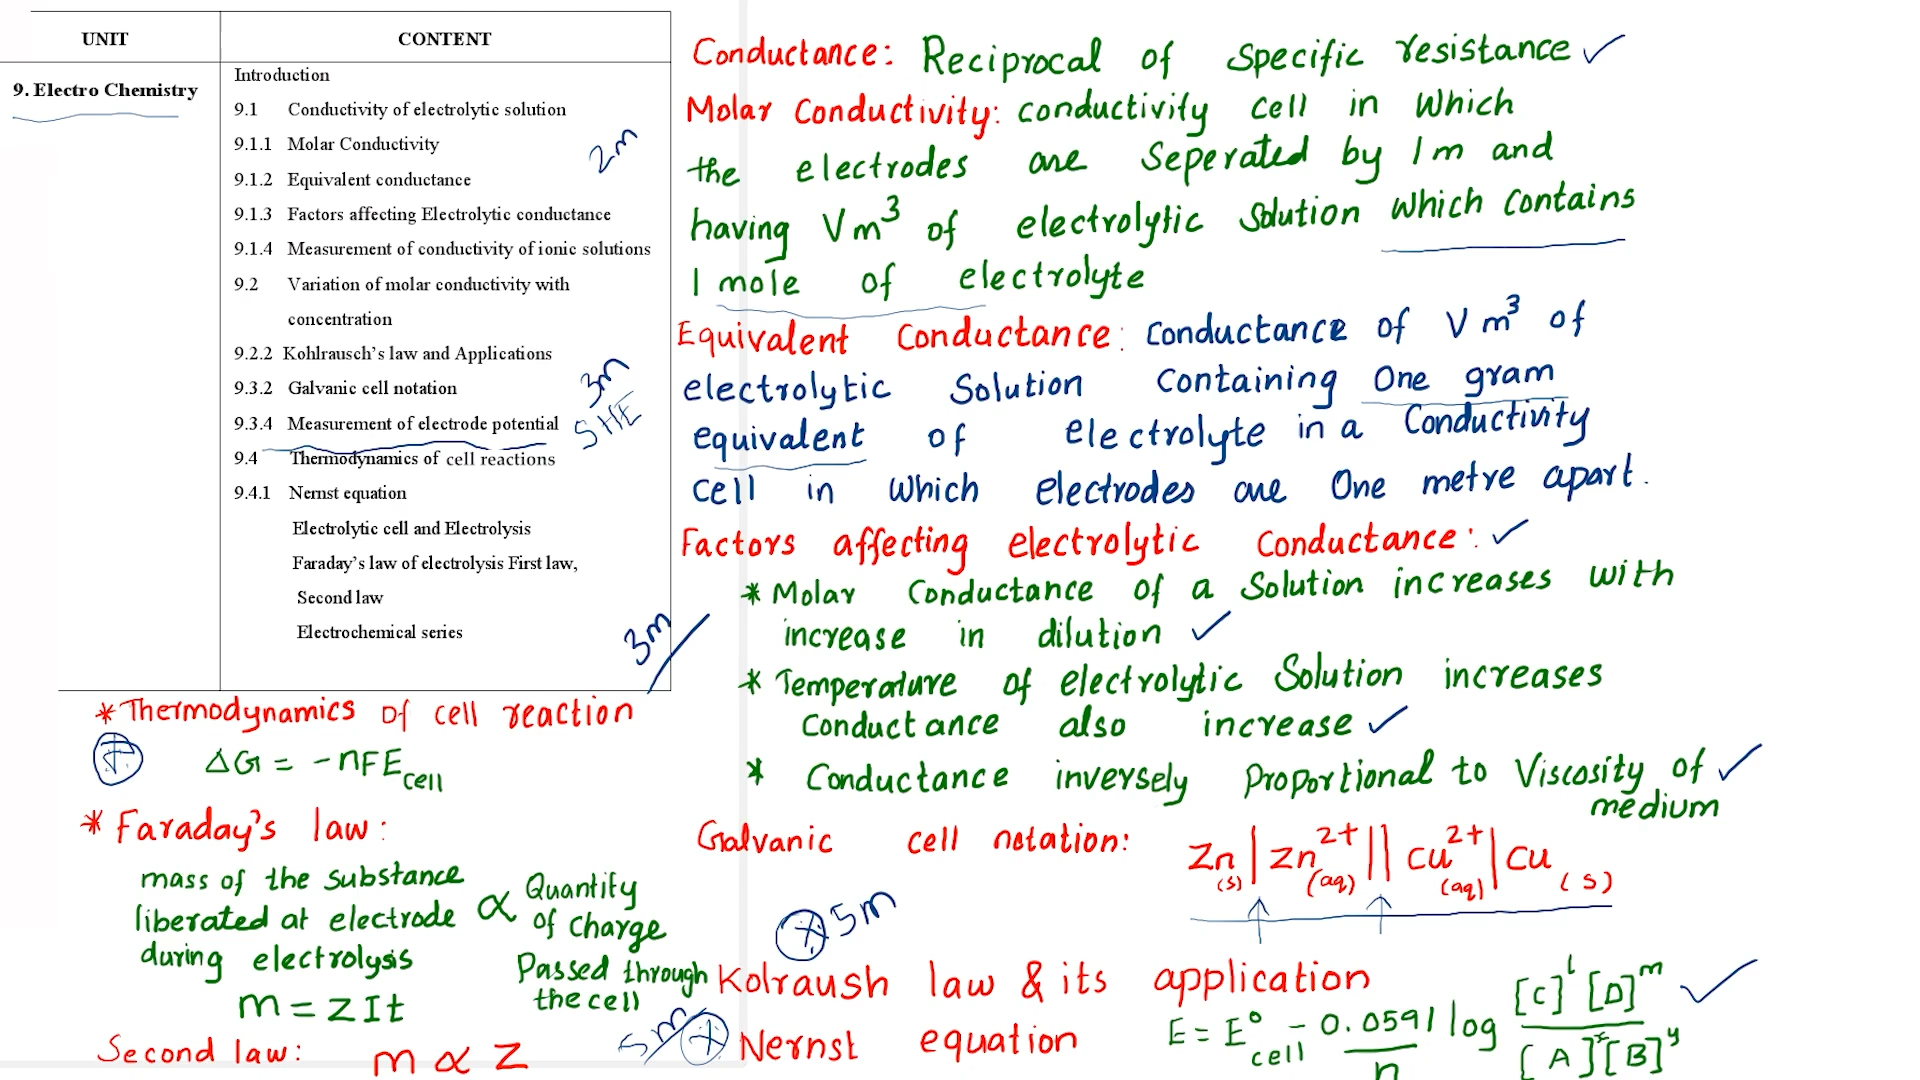 UNIT
CONTENT
9. Electro Chemistry
Introduction
9.1 Conductivity of electrolytic solution
9.1.1 Molar Conductivity
9.1.2 Equivalent conductance
9.1.3 Factors affecting Electrolytic conductance
9.1.4 Measurement of conductivity of ionic solutions
9.2 Variation of molar conductivity with
concentration
9.2.2 Kohlrausch's law and Applications
9.3.2 Galvanic cell notation
9.3.4 Measurement of electrode potential
9.4 Thermodynamics of cell reactions
9.4.1 Nernst equation
Electrolytic cell and Electrolysis
Faraday's law of electrolysis First law,
Second law
Electrochemical series
2m
3m
SHE
3m
* Thermodynamics of cell reaction
ΔG = -nFE cell
* Faraday's law:
mass of the substance
liberated at electrode
during electrolysis
∝ Quantity
of charge
Passed through
the cell
m = ZIt
Second law: m ∝ Z
Conductance: Reciprocal of specific resistance ✓
Molar Conductivity: conductivity cell in which
the electrodes are seperated by 1m and
having Vm³ of electrolytic solution which contains
1 mole of electrolyte
Equivalent Conductance: Conductance of Vm³ of
electrolytic Solution Containing One gram
equivalent of electrolyte in a Conductivity
cell in which electrodes are One metre apart.
Factors affecting electrolytic Conductance: ✓
* Molar Conductance of a Solution increases with
increase in dilution ✓
* Temperature of electrolytic Solution increases
Conductance also increase ✓
* Conductance inversely Proportional to Viscosity of ✓
medium
Galvanic cell notation: Zn(s) | Zn²⁺(aq) || Cu²⁺(aq) | Cu(s)
5m
Kolraush law & its application
5m
Nernst equation E = E°cell - 0.0591/n log [C]^l [D]^m / [A]^x [B]^y ✓